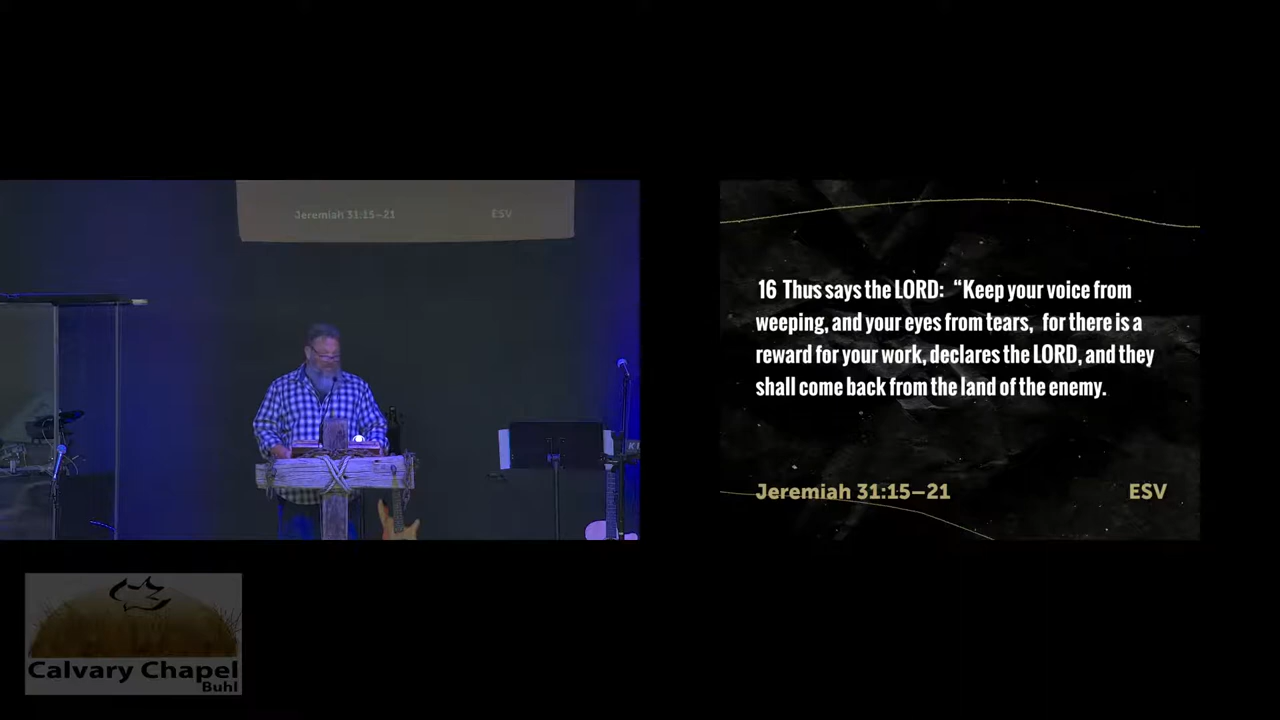 Jeremiah 31:15–21 ESV
16 Thus says the LORD: “Keep your voice from
weeping, and your eyes from tears, for there is a
reward for your work, declares the LORD, and they
shall come back from the land of the enemy.
Jeremiah 31:15–21 ESV
Calvary Chapel
Buhl